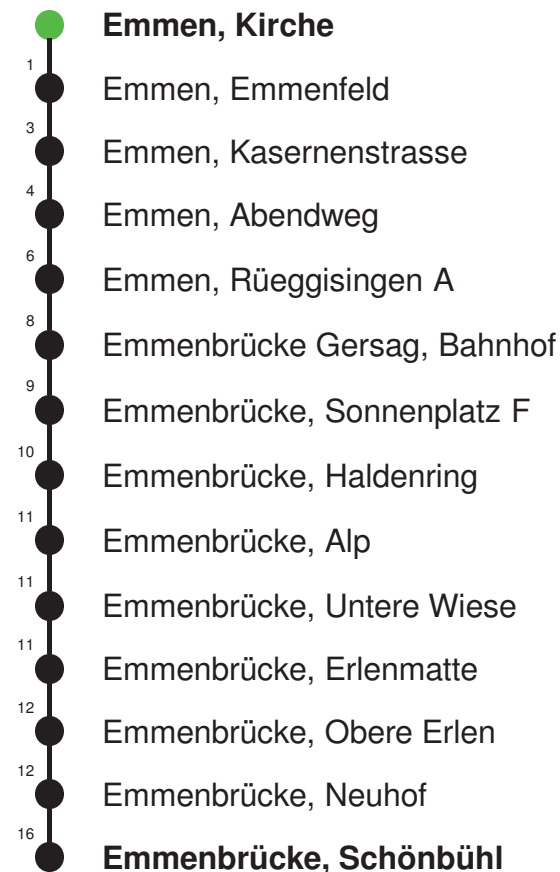 Emmen, Kirche
1
Emmen, Emmenfeld
3
Emmen, Kasernenstrasse
4
Emmen, Abendweg
6
Emmen, Rüeggisingen A
8
Emmenbrücke Gersag, Bahnhof
9
Emmenbrücke, Sonnenplatz F
10
Emmenbrücke, Haldenring
11
Emmenbrücke, Alp
11
Emmenbrücke, Untere Wiese
11
Emmenbrücke, Erlenmatte
12
Emmenbrücke, Obere Erlen
12
Emmenbrücke, Neuhof
16
Emmenbrücke, Schönbühl